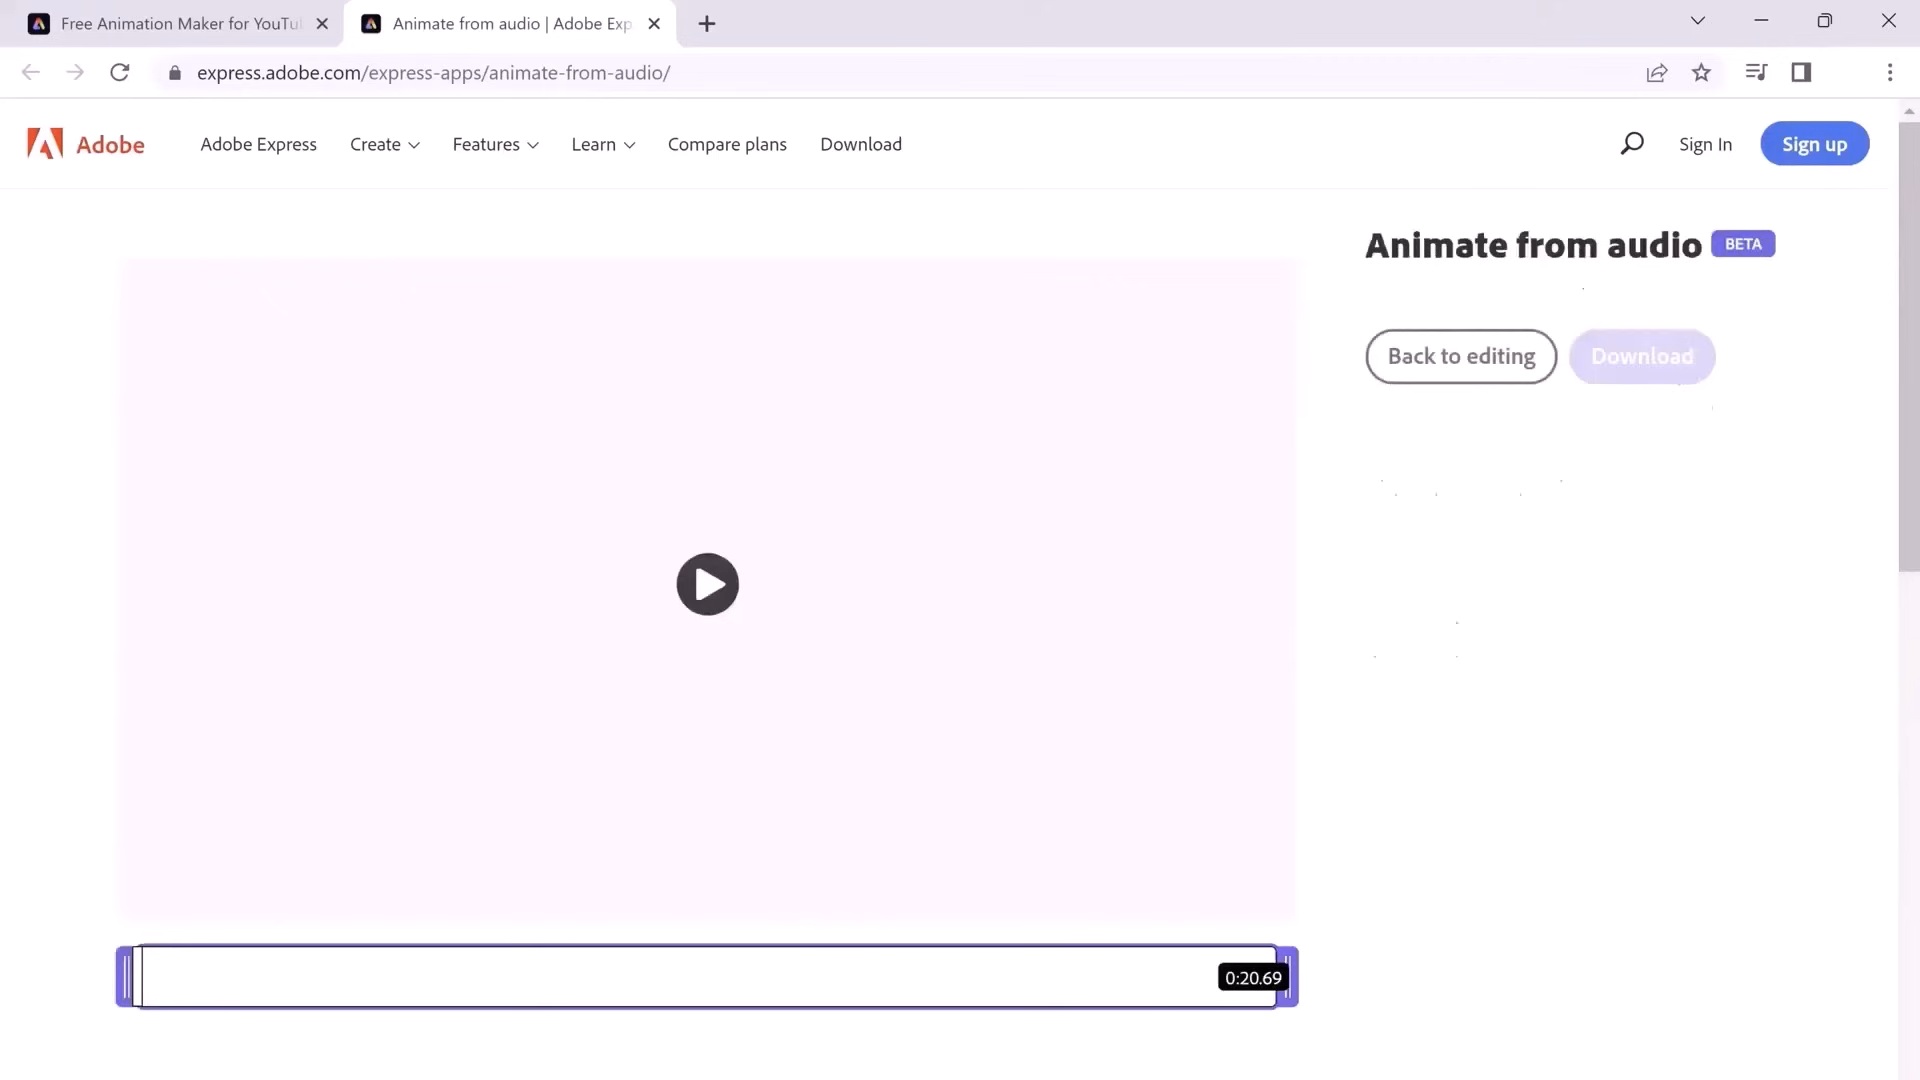 Free Animation Maker for YouTu
Animate from audio | Adobe Exp
express.adobe.com/express-apps/animate-from-audio/
Adobe
Adobe Express
Create
Features
Learn
Compare plans
Download
Sign In
Sign up
Animate from audio BETA
Back to editing
Download
0:20.69